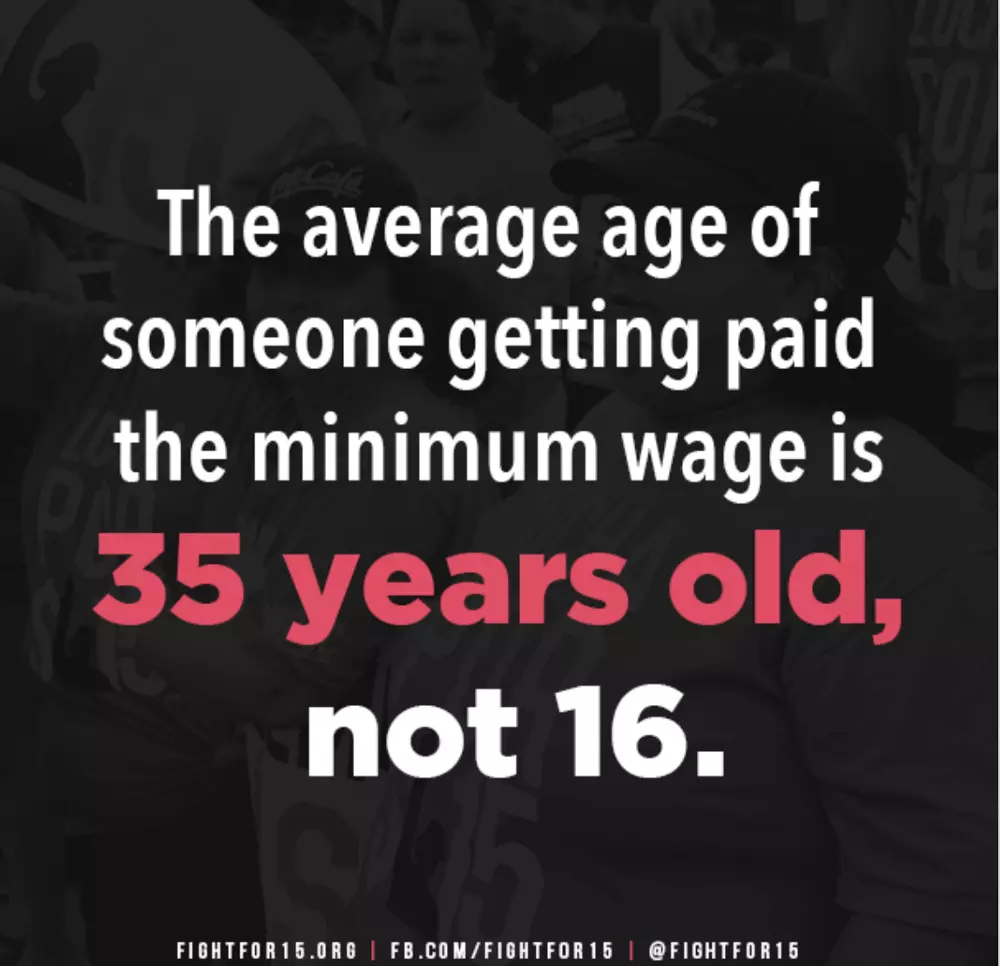 The average age of
someone getting paid
the minimum wage is
35 years old,
not 16.
FIGHTFOR15.ORG | FB.COM/FIGHTFOR15 | @FIGHTFOR15